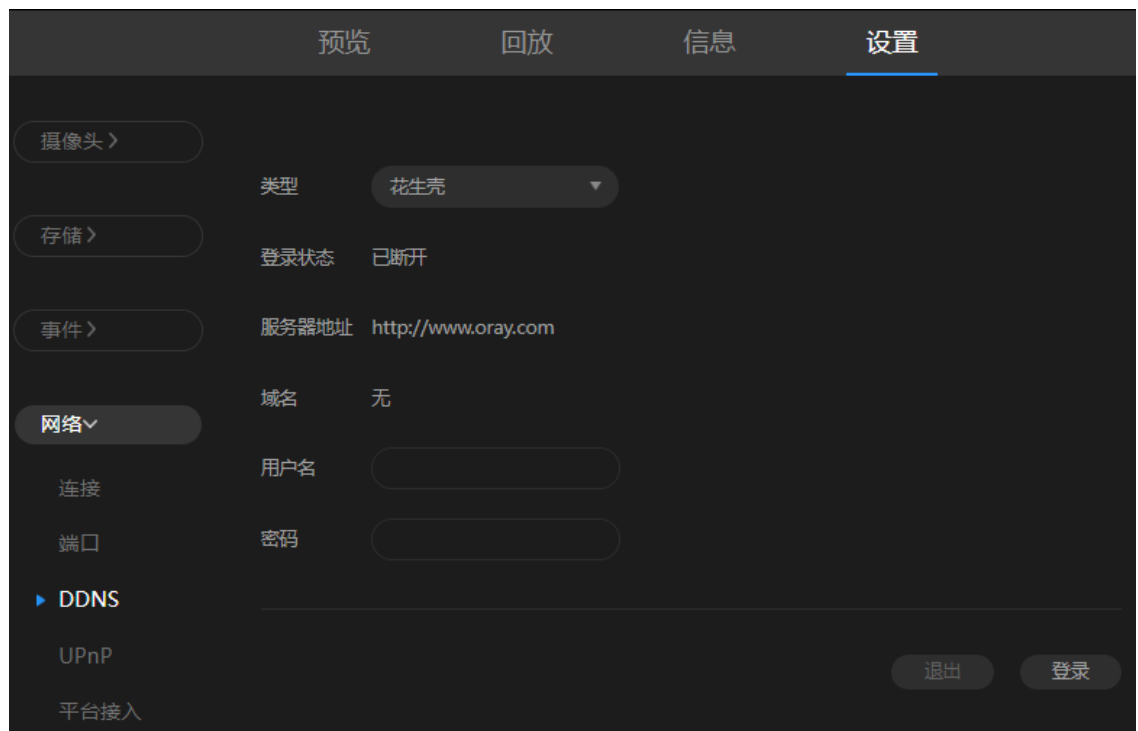 预览 回放 信息 设置
摄像头
存储
事件
网络
连接
端口
DDNS
UPnP
平台接入
类型 花生壳
登录状态 已断开
服务器地址 http://www.oray.com
域名 无
用户名
密码
退出 登录